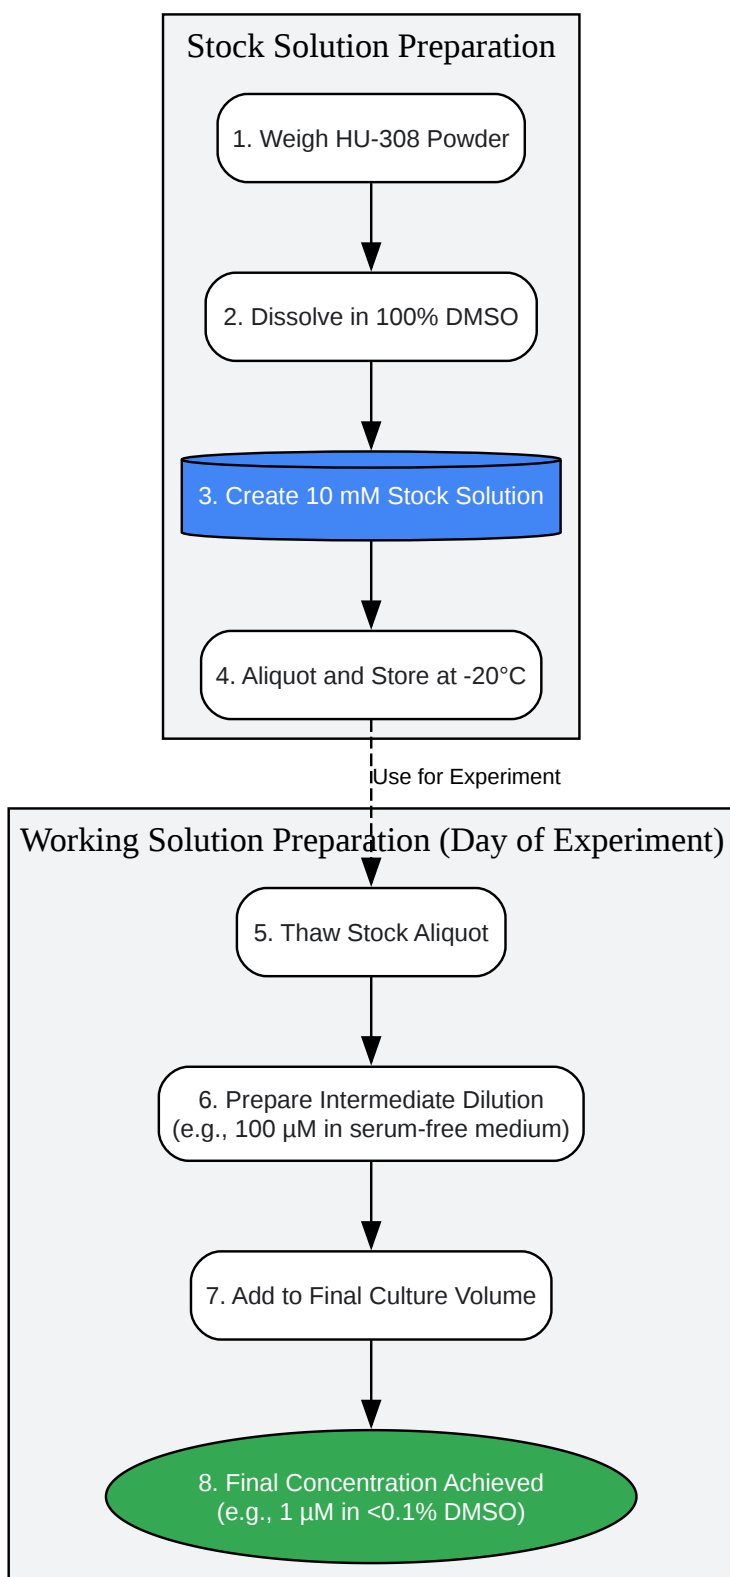 Stock Solution Preparation
1. Weigh HU-308 Powder
2. Dissolve in 100% DMSO
3. Create 10 mM Stock Solution
4. Aliquot and Store at -20°C
Use for Experiment
Working Solution Preparation (Day of Experiment)
5. Thaw Stock Aliquot
6. Prepare Intermediate Dilution
(e.g., 100 µM in serum-free medium)
7. Add to Final Culture Volume
8. Final Concentration Achieved
(e.g., 1 µM in <0.1% DMSO)